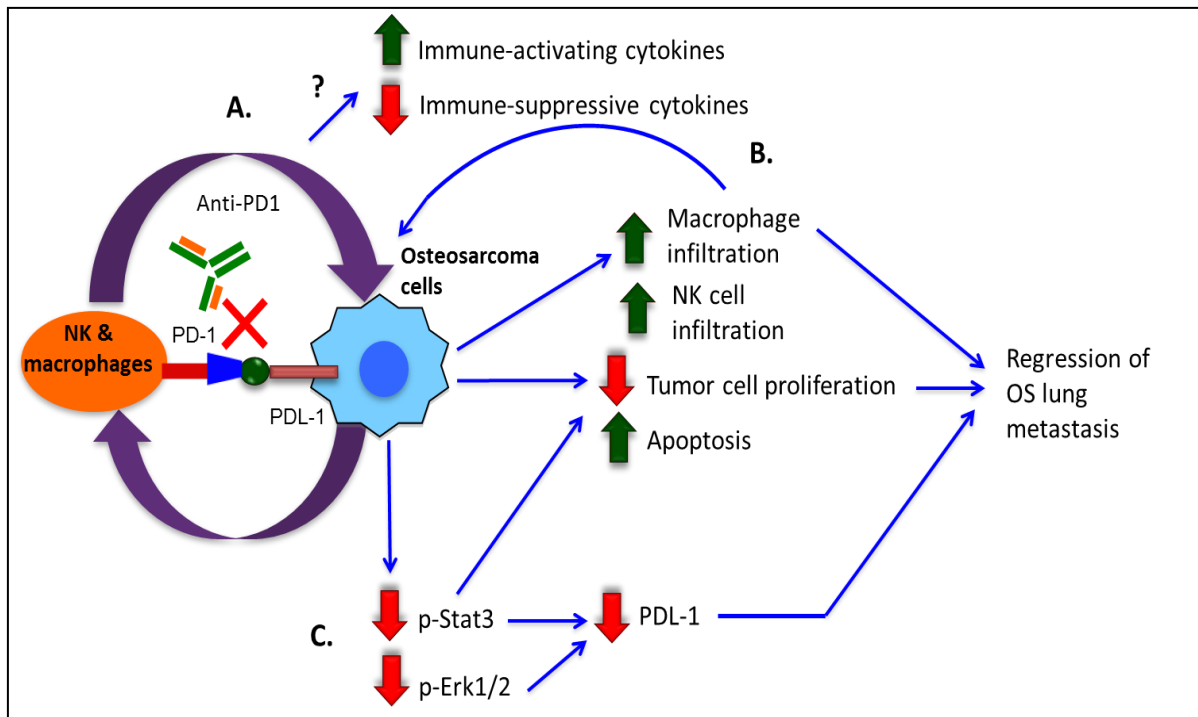 Immune-activating cytokines
?
Immune-suppressive cytokines
A.
B.
Anti-PD1
Macrophage
infiltration
Osteosarcoma
cells
NK cell
infiltration
PD-1
NK &
macrophages
Regression of
OS lung
metastasis
Tumor cell proliferation
PDL-1
Apoptosis
p-Stat3
PDL-1
C.
p-Erk1/2